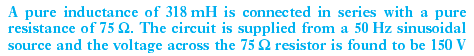 A pure inductance of 318 mH is connected in series with a pure
resistance of 75 Ω. The circuit is supplied from a 50 Hz sinusoidal
source and the voltage across the 75 Ω resistor is found to be 150 V